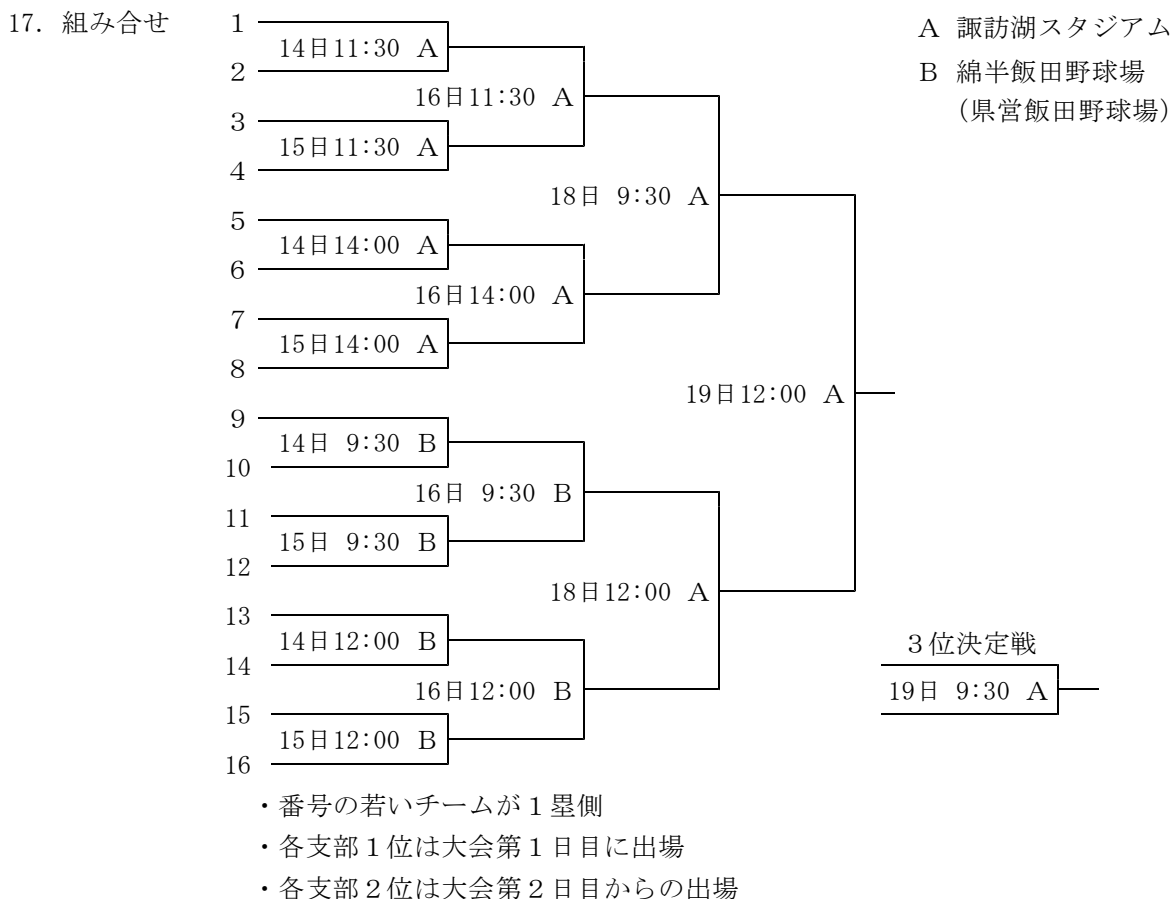 17. 組み合せ
A 諏訪湖スタジアム
B 綿半飯田野球場
(県営飯田野球場)
1
14日11:30 A
2
16日11:30 A
3
15日11:30 A
4
18日 9:30 A
5
14日14:00 A
6
16日14:00 A
7
15日14:00 A
8
19日12:00 A
9
14日 9:30 B
10
16日 9:30 B
11
15日 9:30 B
12
18日12:00 A
13
14日12:00 B
14
16日12:00 B
15
15日12:00 B
16
3位決定戦
19日 9:30 A
・番号の若いチームが1塁側
・各支部1位は大会第1日目に出場
・各支部2位は大会第2日目からの出場